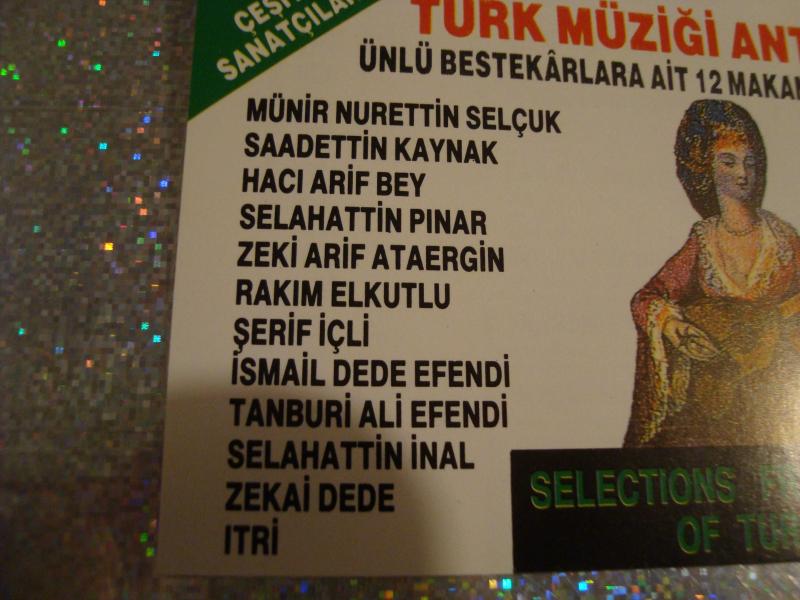 SANATÇILAR
TÜRK MÜZİĞİ
ÜNLÜ BESTEKÂRLARA AİT 12 MAKAM
MÜNİR NURETTİN SELÇUK
SAADETTİN KAYNAK
HACI ARİF BEY
SELAHATTİN PINAR
ZEKİ ARİF ATAERGİN
RAKIM ELKUTLU
ŞERİF İÇLİ
İSMAİL DEDE EFENDİ
TANBURİ ALİ EFENDİ
SELAHATTİN İNAL
ZEKAİ DEDE
ITRİ
SELECTIONS
OF